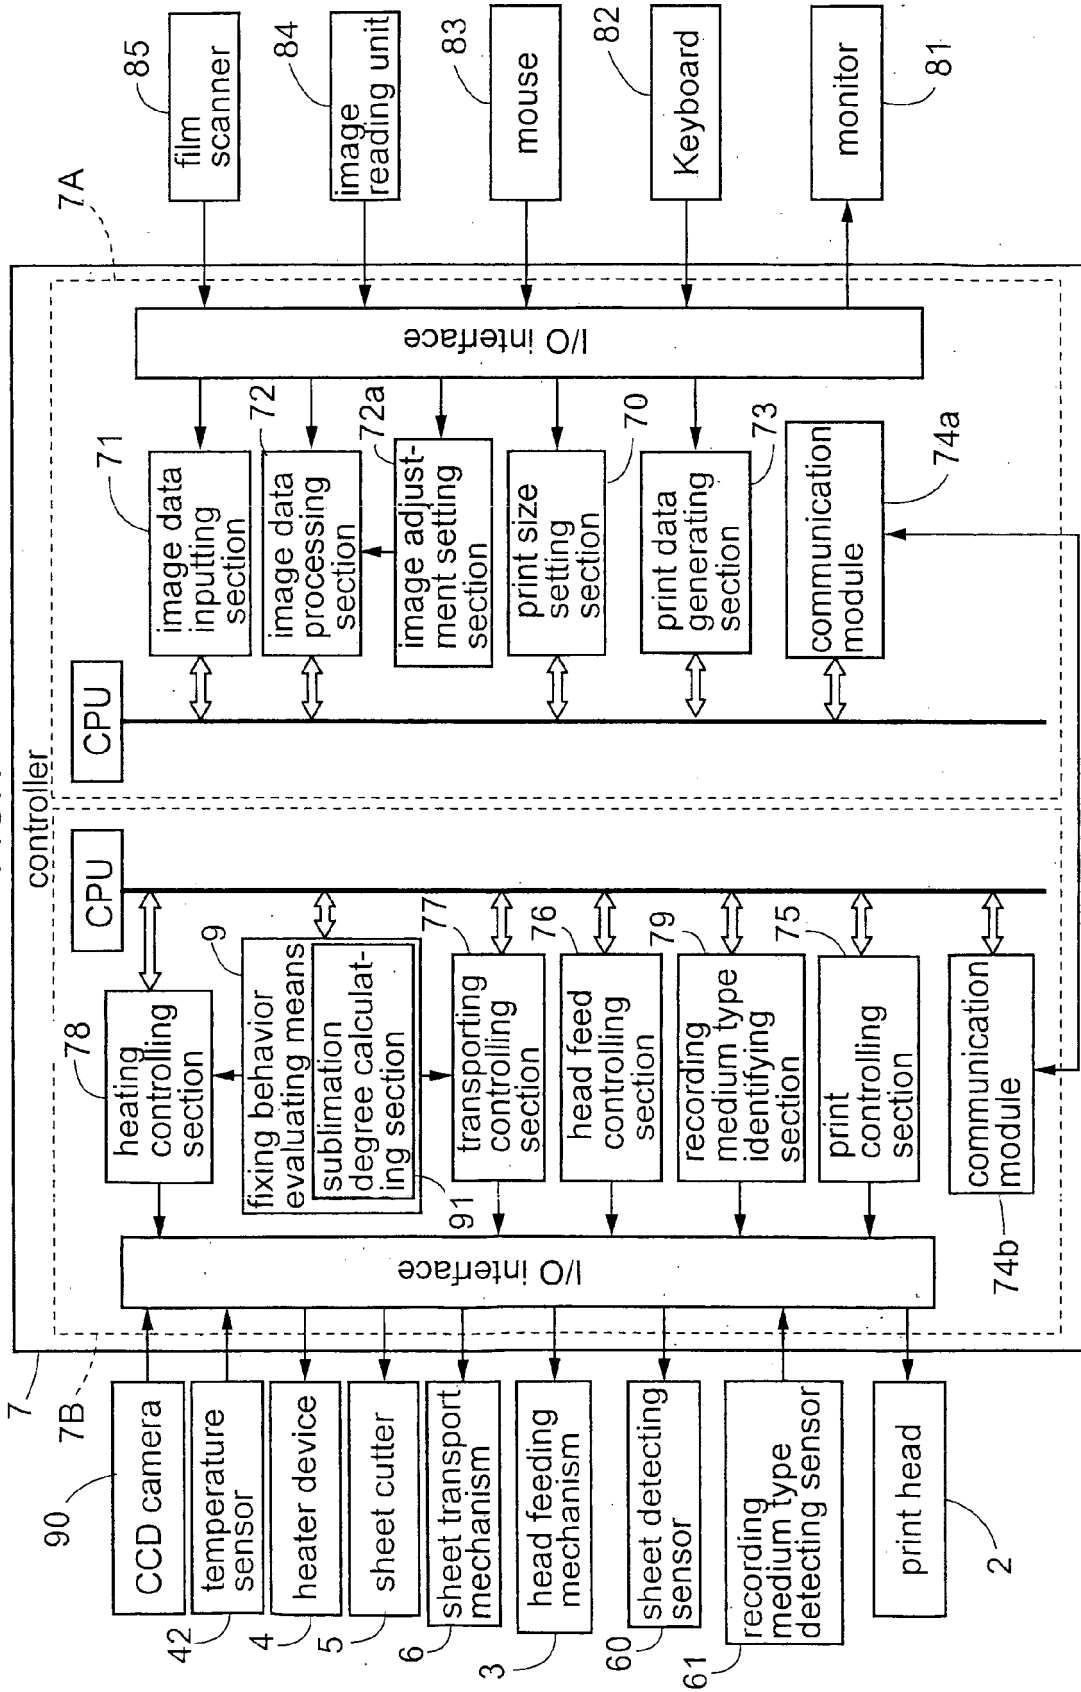 controller
7
7B
7A
90
CCD camera
temperature
sensor
42
heater device
4
sheet cutter
5
sheet transport
mechanism
6
head feeding
mechanism
3
sheet detecting
sensor
60
recording
medium type
detecting sensor
61
print head
2
I/O interface
CPU
78
heating
controlling
section
9
fixing behavior
evaluating means
sublimation
degree calculat-
ing section
91
77
transporting
controlling
section
76
head feed
controlling
section
79
recording
medium type
identifying
section
75
print
controlling
section
communication
module
74b
CPU
71
image data
inputting
section
72
image data
processing
section
72a
image adjust-
ment setting
section
70
print size
setting
section
73
print data
generating
section
communication
module
74a
I/O interface
85
film
scanner
84
image
reading unit
83
mouse
82
Keyboard
monitor
81